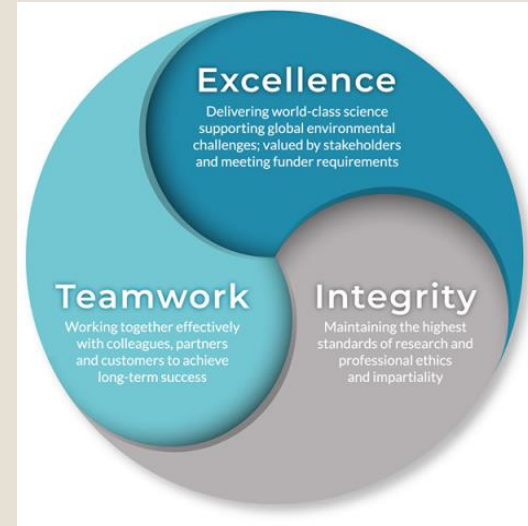 Excellence
Delivering world-class science
supporting global environmental
challenges; valued by stakeholders
and meeting funder requirements
Teamwork
Working together effectively
with colleagues, partners
and customers to achieve
long-term success
Integrity
Maintaining the highest
standards of research and
professional ethics
and impartiality